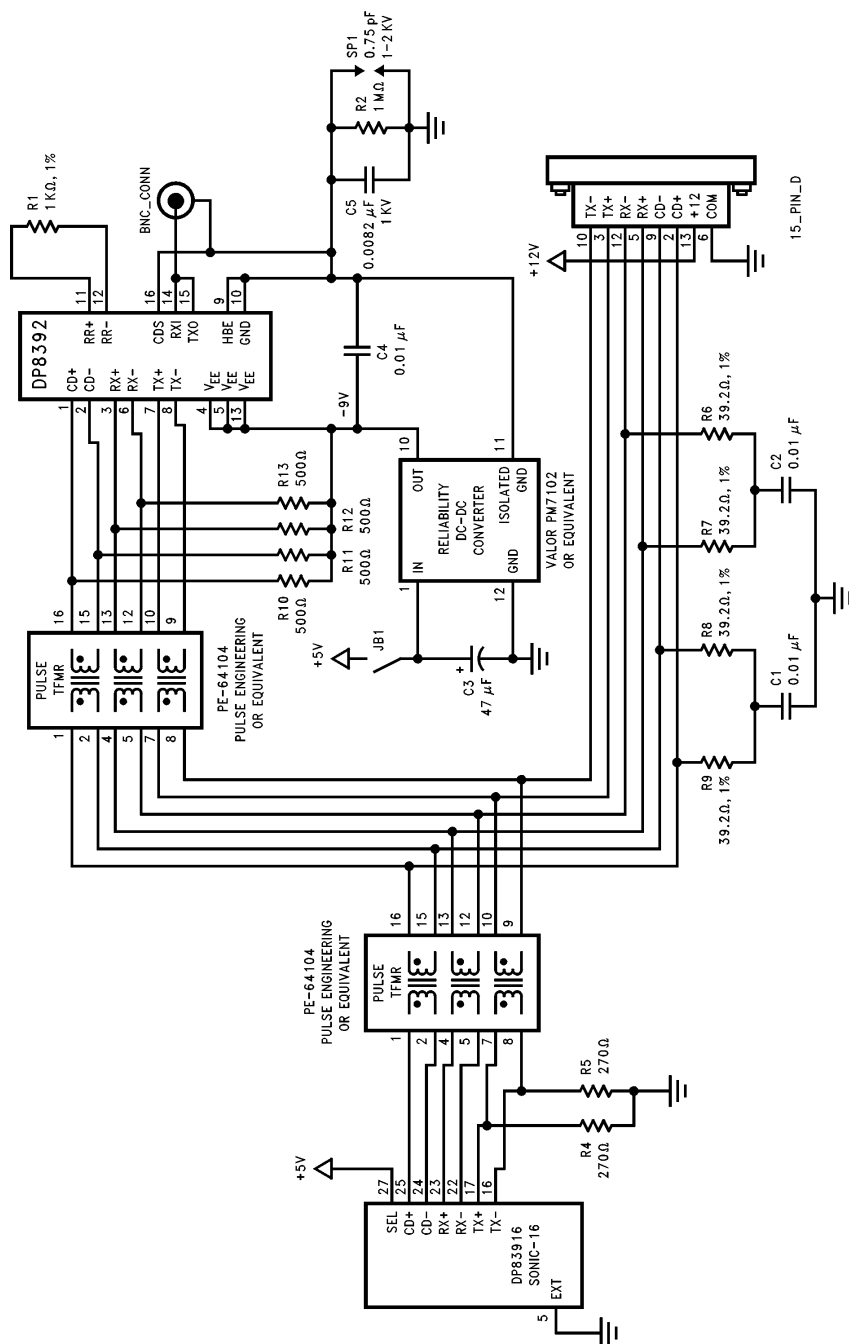 SP1
0.75 pF
1-2 KV
R2
1 MΩ
C5
0.0082 μF
1 KV
R1
1 KΩ, 1%
BNC_CONN
DP8392
1
CD+
2
CD-
3
RX+
6
RX-
7
TX+
8
TX-
4
VEE
5
VEE
13
VEE
RR+
11
RR-
12
CDS
16
RXI
14
TXO
15
HBE
9
GND
10
C4
0.01 μF
-9V
R13
500Ω
R12
500Ω
R11
500Ω
R10
500Ω
10
OUT
11
ISOLATED
GND
RELIABILITY
DC-DC
CONVERTER
1
IN
12
GND
VALOR PM7102
OR EQUIVALENT
+5V
JB1
+
C3
47 μF
PULSE
TFMR
16
15
13
12
10
9
1
2
4
5
7
8
PE-64104
PULSE ENGINEERING
OR EQUIVALENT
10
TX-
3
TX+
12
RX-
5
RX+
9
CD-
2
CD+
13
+12
6
COM
15_PIN_D
+12V
R6
39.2Ω, 1%
R7
39.2Ω, 1%
R8
39.2Ω, 1%
R9
39.2Ω, 1%
C2
0.01 μF
C1
0.01 μF
PE-64104
PULSE ENGINEERING
OR EQUIVALENT
PULSE
TFMR
16
15
13
12
10
9
1
2
4
5
7
8
R5
270Ω
R4
270Ω
+5V
27
SEL
25
CD+
24
CD-
23
RX+
22
RX-
17
TX+
16
TX-
DP83916
SONIC-16
EXT
5